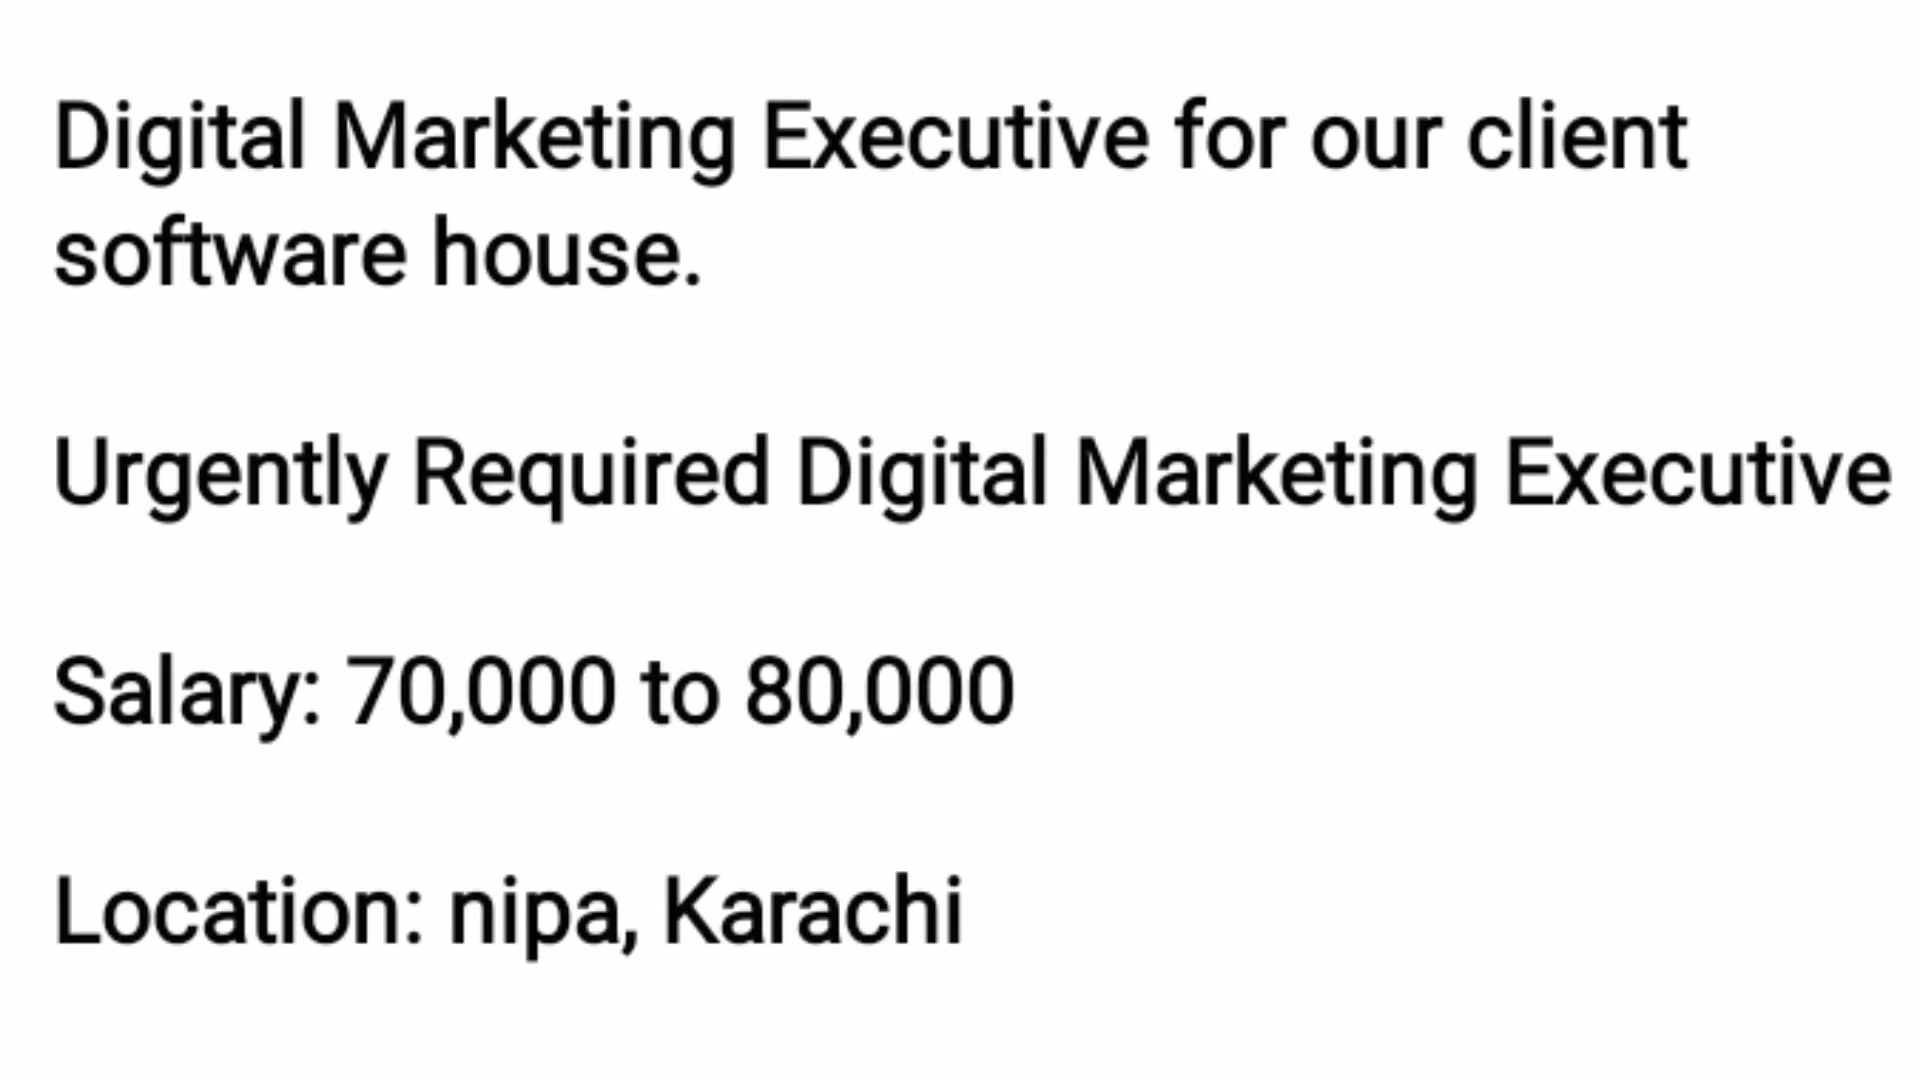 Digital Marketing Executive for our client
software house.
Urgently Required Digital Marketing Executive
Salary: 70,000 to 80,000
Location: nipa, Karachi